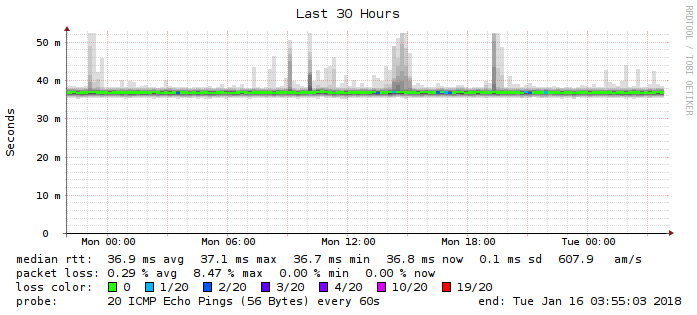 Last 30 Hours
RRDTOOL / TOBI OETIKER
Seconds
50 m
40 m
30 m
20 m
10 m
0
Mon 00:00 Mon 06:00 Mon 12:00 Mon 18:00 Tue 00:00
median rtt: 36.9 ms avg 37.1 ms max 36.7 ms min 36.8 ms now 0.1 ms sd 607.9 am/s
packet loss: 0.29 % avg 8.47 % max 0.00 % min 0.00 % now
loss color: 0 1/20 2/20 3/20 4/20 10/20 19/20
probe: 20 ICMP Echo Pings (56 Bytes) every 60s end: Tue Jan 16 03:55:03 2018